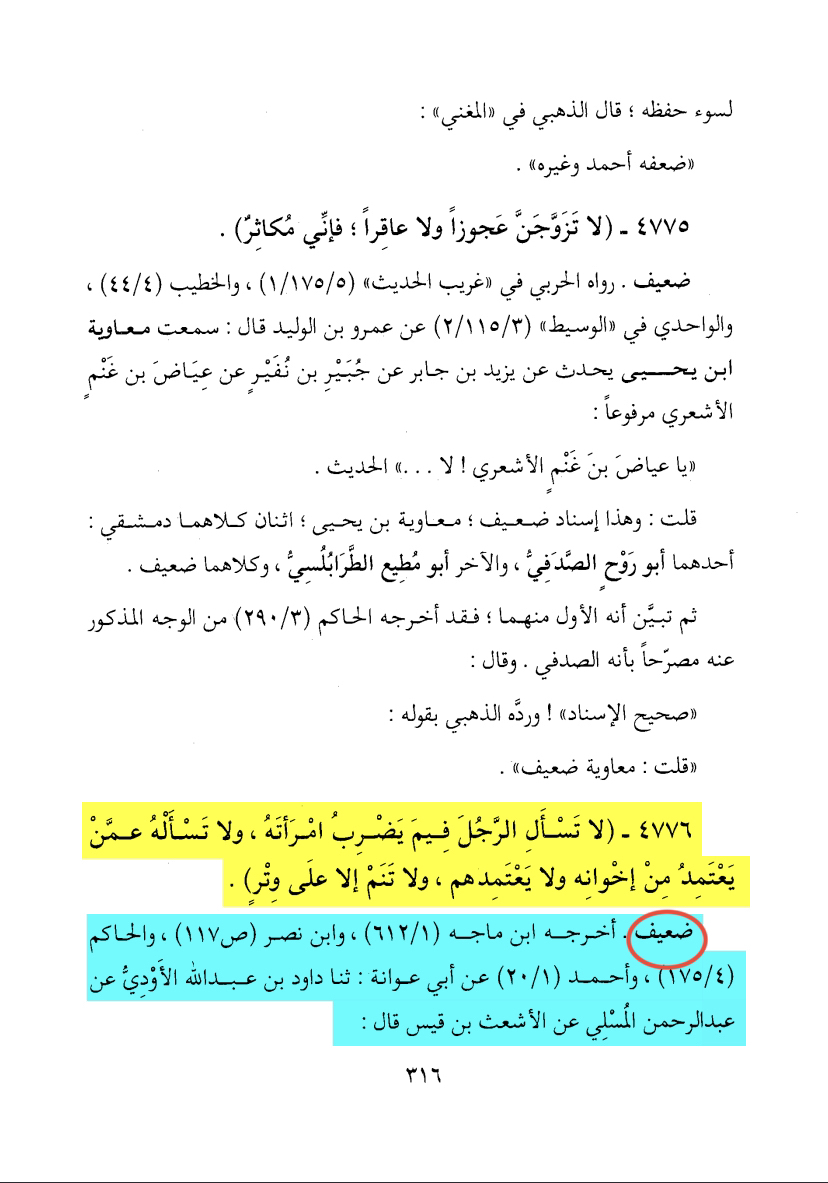 لسوء حفظه ؛ قال الذهبي في «المغني» :
«ضعفه أحمد وغيره» .
٤٧٧٥ ـ (لا تَزَوَّجَنَّ عَجوزاً ولا عاقِراً ؛ فإنِّي مُكاثِرٌ) .
ضعيف . رواه الحربي في «غريب الحديث» (١/١٧٥/٥) ، والخطيب (٤٤/٤) ،
والواحدي في «الوسيط» (٢/١١٥/٣) عن عمرو بن الوليد قال : سمعت معاوية
ابن يحيى يحدث عن يزيد بن جابر عن جُبَيْرِ بن نُفَيْرٍ عن عِيَاضَ بن غَنْمٍ
الأشعري مرفوعاً :
«يا عياضَ بنَ غَنْمٍ الأشعري ! لا ...» الحديث .
قلت : وهذا إسناد ضعيف ؛ معاوية بن يحيى ؛ اثنان كلاهما دمشقي :
أحدهما أبو رَوْحٍ الصَّدَفِيُّ ، والآخر أبو مُطِيع الطَّرَابُلُسِيُّ ، وكلاهما ضعيف .
ثم تبيَّن أنه الأول منهما ؛ فقد أخرجه الحاكم (٢٩٠/٣) من الوجه المذكور
عنه مصرّحاً بأنه الصدفي . وقال :
«صحيح الإسناد» ! وردَّه الذهبي بقوله :
«قلت : معاوية ضعيف» .
٤٧٧٦ ـ (لا تَسْأَلِ الرَّجُلَ فِيمَ يَضْرِبُ امْرَأتَهُ ، ولا تَسْأَلْهُ عمَّنْ
يَعْتَمِدُ مِنْ إخْوانِه ولا يَعْتَمِدهم ، ولا تَنَمْ إلا علَى وِتْرٍ) .
ضعيف . أخرجه ابن ماجه (٦١٢/١) ، وابن نصر (ص١١٧) ، والحاكم
(١٧٥/٤) ، وأحمد (٢٠/١) عن أبي عوانة : ثنا داود بن عبدالله الأَوْدِيُّ عن
عبدالرحمن المُسْلِي عن الأشعث بن قيس قال :
٣١٦